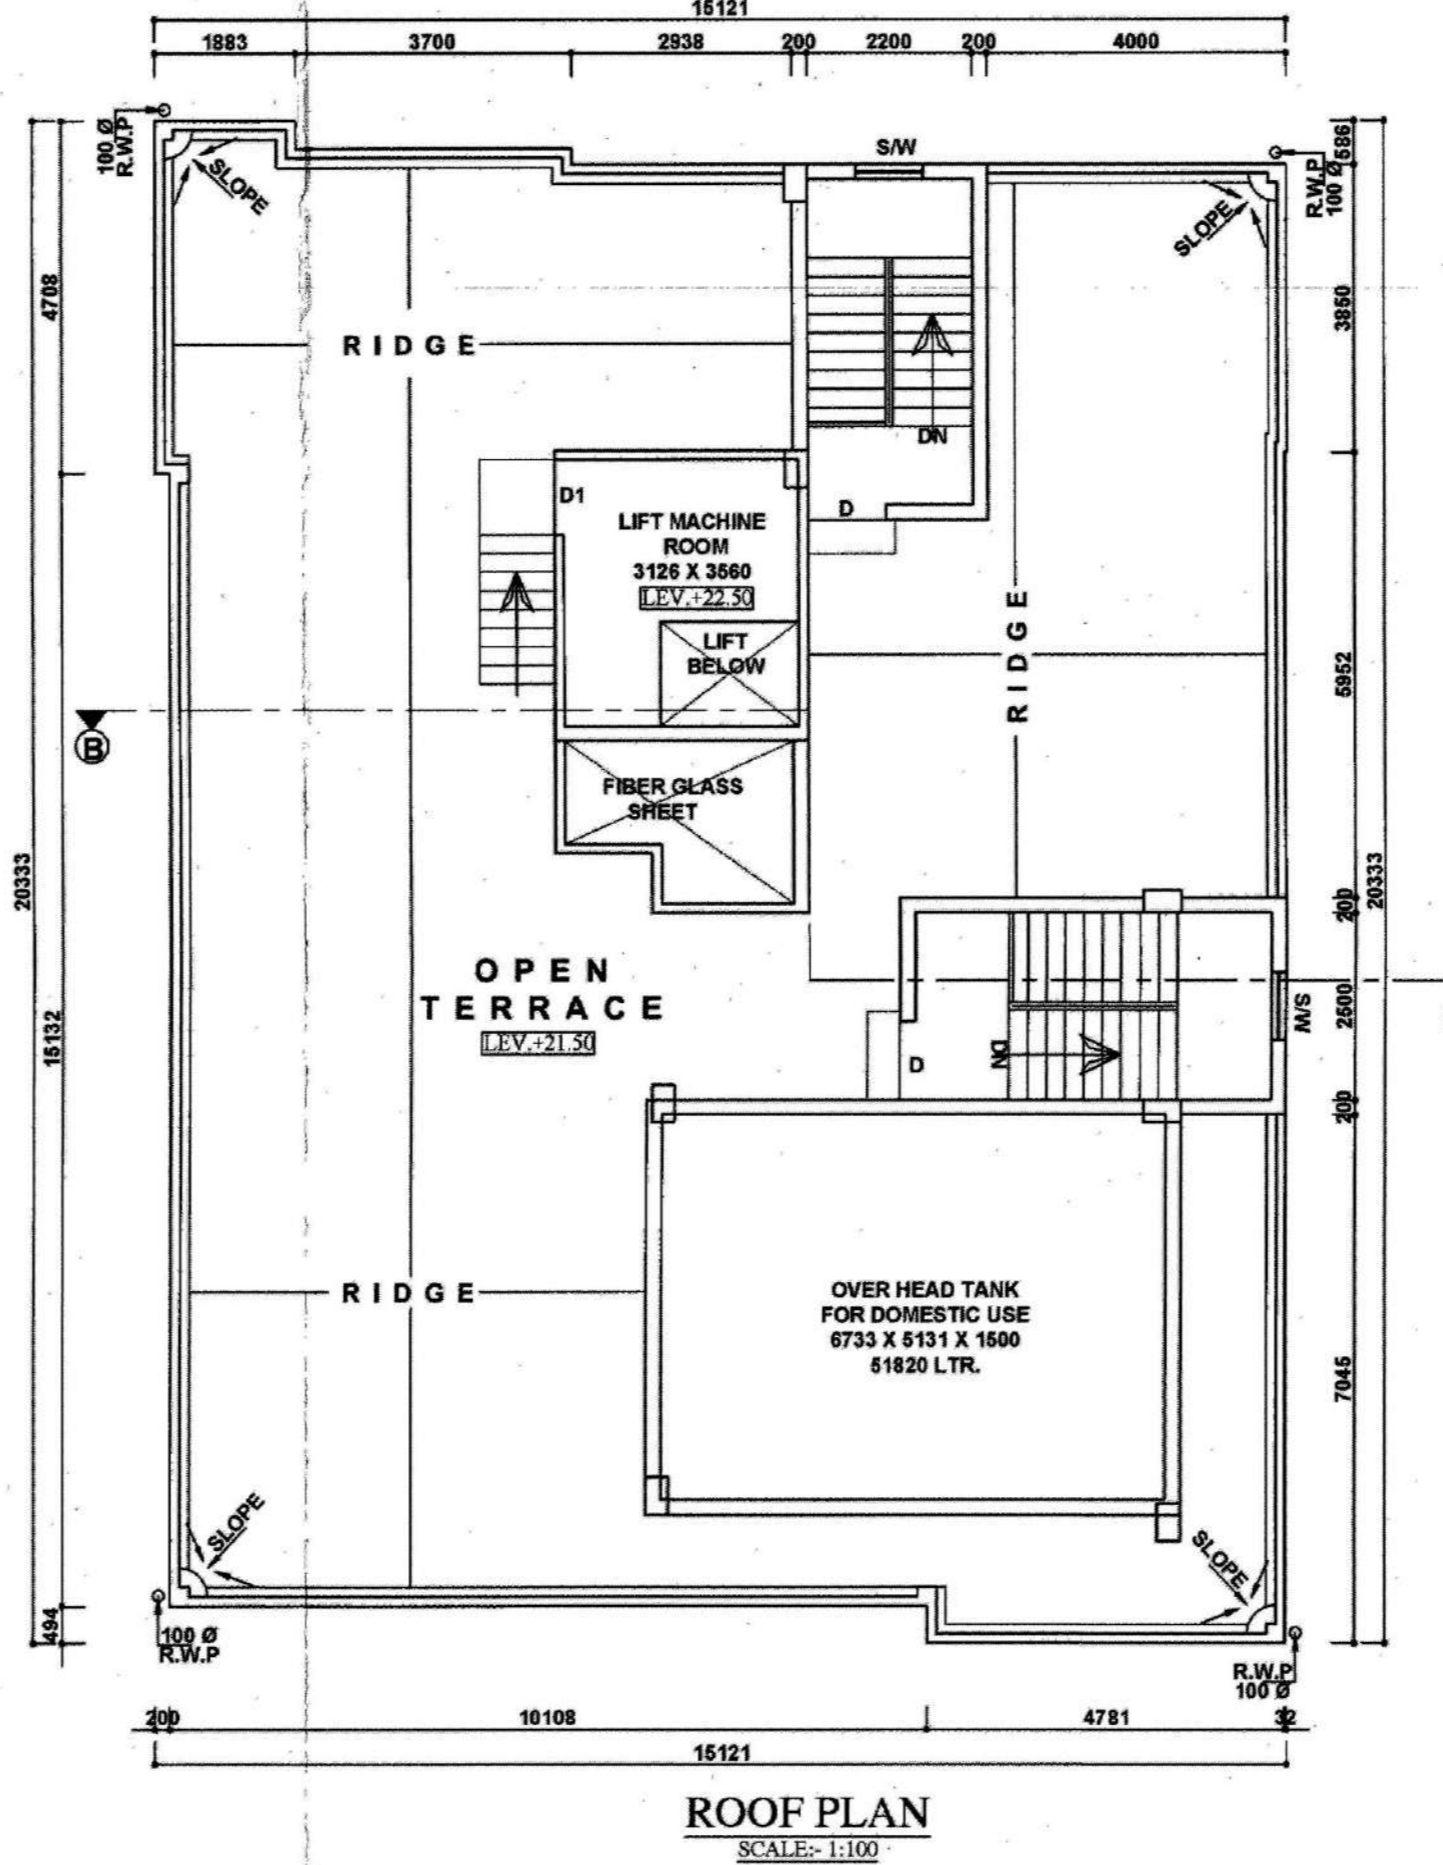 15121
1883 3700 2938 200 2200 200 4000
100 Ø
R.W.P
SLOPE
S/W
586
R.W.P
100 Ø
SLOPE
4708
3850
RIDGE
DN
D1
D
LIFT MACHINE
ROOM
3126 X 3560
LEV.+22.50
LIFT
BELOW
RIDGE
5952
B
FIBER GLASS
SHEET
20333
20333
200
OPEN
TERRACE
LEV.+21.50
15132
2500
S/W
DN
D
200
RIDGE
OVER HEAD TANK
FOR DOMESTIC USE
6733 X 5131 X 1500
51820 LTR.
7045
SLOPE
SLOPE
494
100 Ø
R.W.P
R.W.P
100 Ø
200 10108 4781 32
15121
ROOF PLAN
SCALE:- 1:100